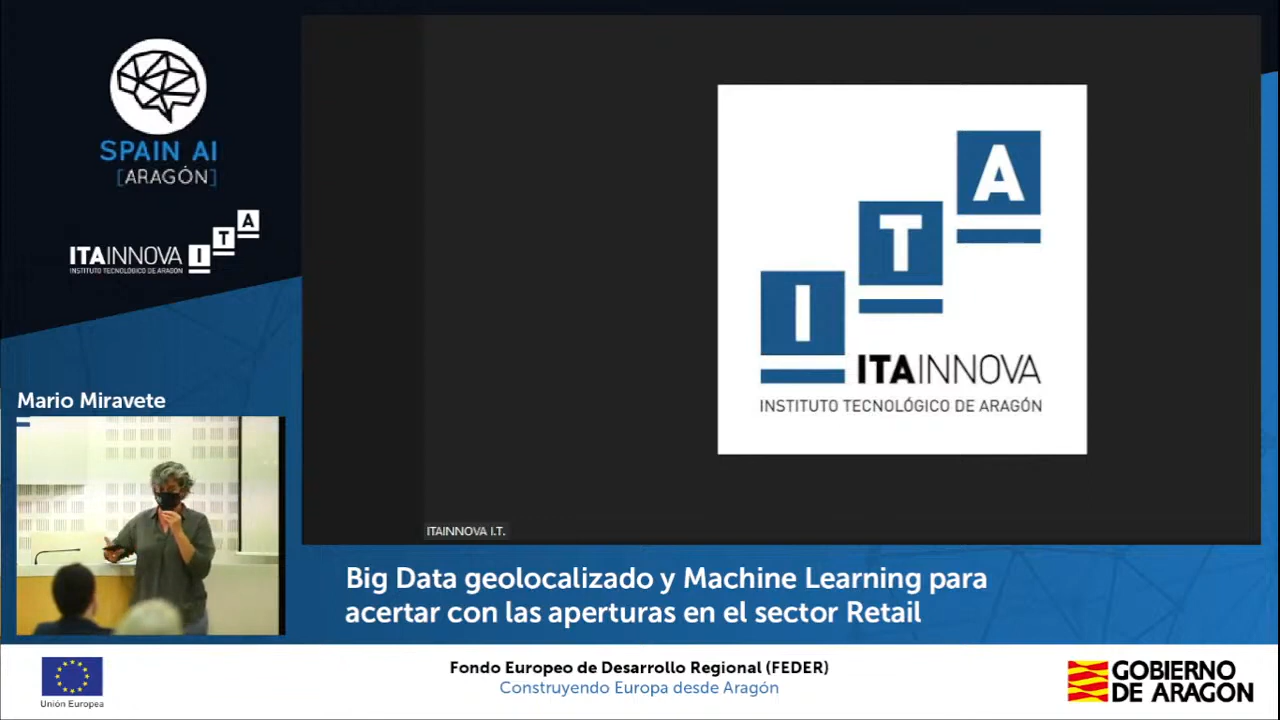 SPAIN AI
[ARAGÓN]
ITAINNOVA
INSTITUTO TECNOLÓGICO DE ARAGÓN
I
T
A
Mario Miravete
I
T
A
ITAINNOVA
INSTITUTO TECNOLÓGICO DE ARAGÓN
ITAINNOVA I.T.
Big Data geolocalizado y Machine Learning para
acertar con las aperturas en el sector Retail
Unión Europea
Fondo Europeo de Desarrollo Regional (FEDER)
Construyendo Europa desde Aragón
GOBIERNO
DE ARAGON